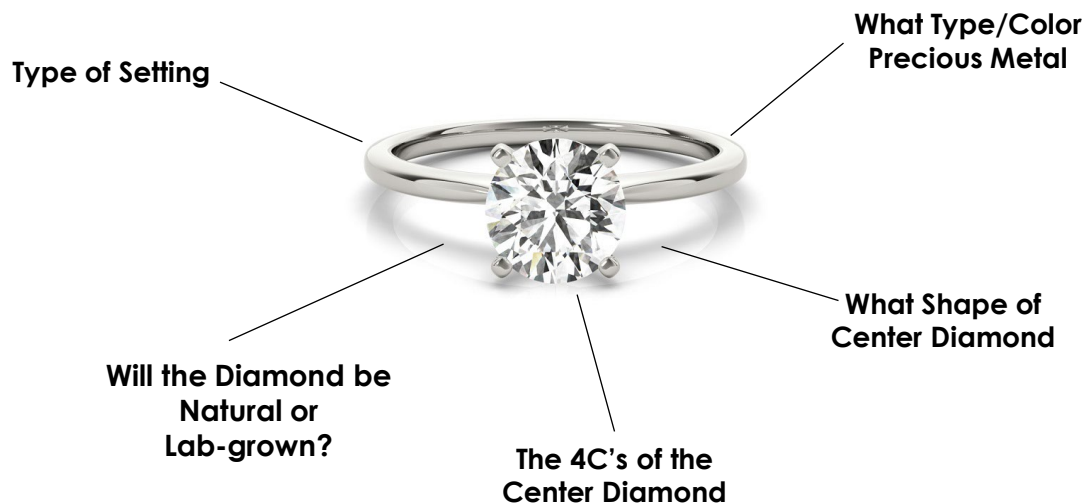 What Type/Color
Precious Metal
Type of Setting
What Shape of
Center Diamond
Will the Diamond be
Natural or
Lab-grown?
The 4C's of the
Center Diamond